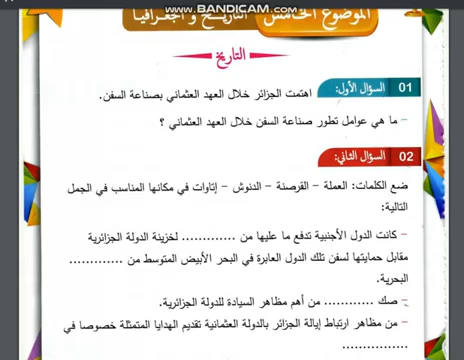 WWW.BANDICAM.COM
الموضوع الخامس التاريخ والجغرافيا
التاريخ
01 السؤال الأول: اهتمت الجزائر خلال العهد العثماني بصناعة السفن.
– ما هي عوامل تطور صناعة السفن خلال العهد العثماني ؟
02 السؤال الثاني:
ضع الكلمات: العملة – القرصنة – الدنوش – إتاوات في مكانها المناسب في الجمل
التالية:
– كانت الدول الأجنبية تدفع ما عليها من ............ لخزينة الدولة الجزائرية
مقابل حمايتها لسفن تلك الدول العابرة في البحر الأبيض المتوسط من ............
البحرية.
– صك ............ من أهم مظاهر السيادة للدولة الجزائرية.
– من مظاهر ارتباط إيالة الجزائر بالدولة العثمانية تقديم الهدايا المتمثلة خصوصا في
................